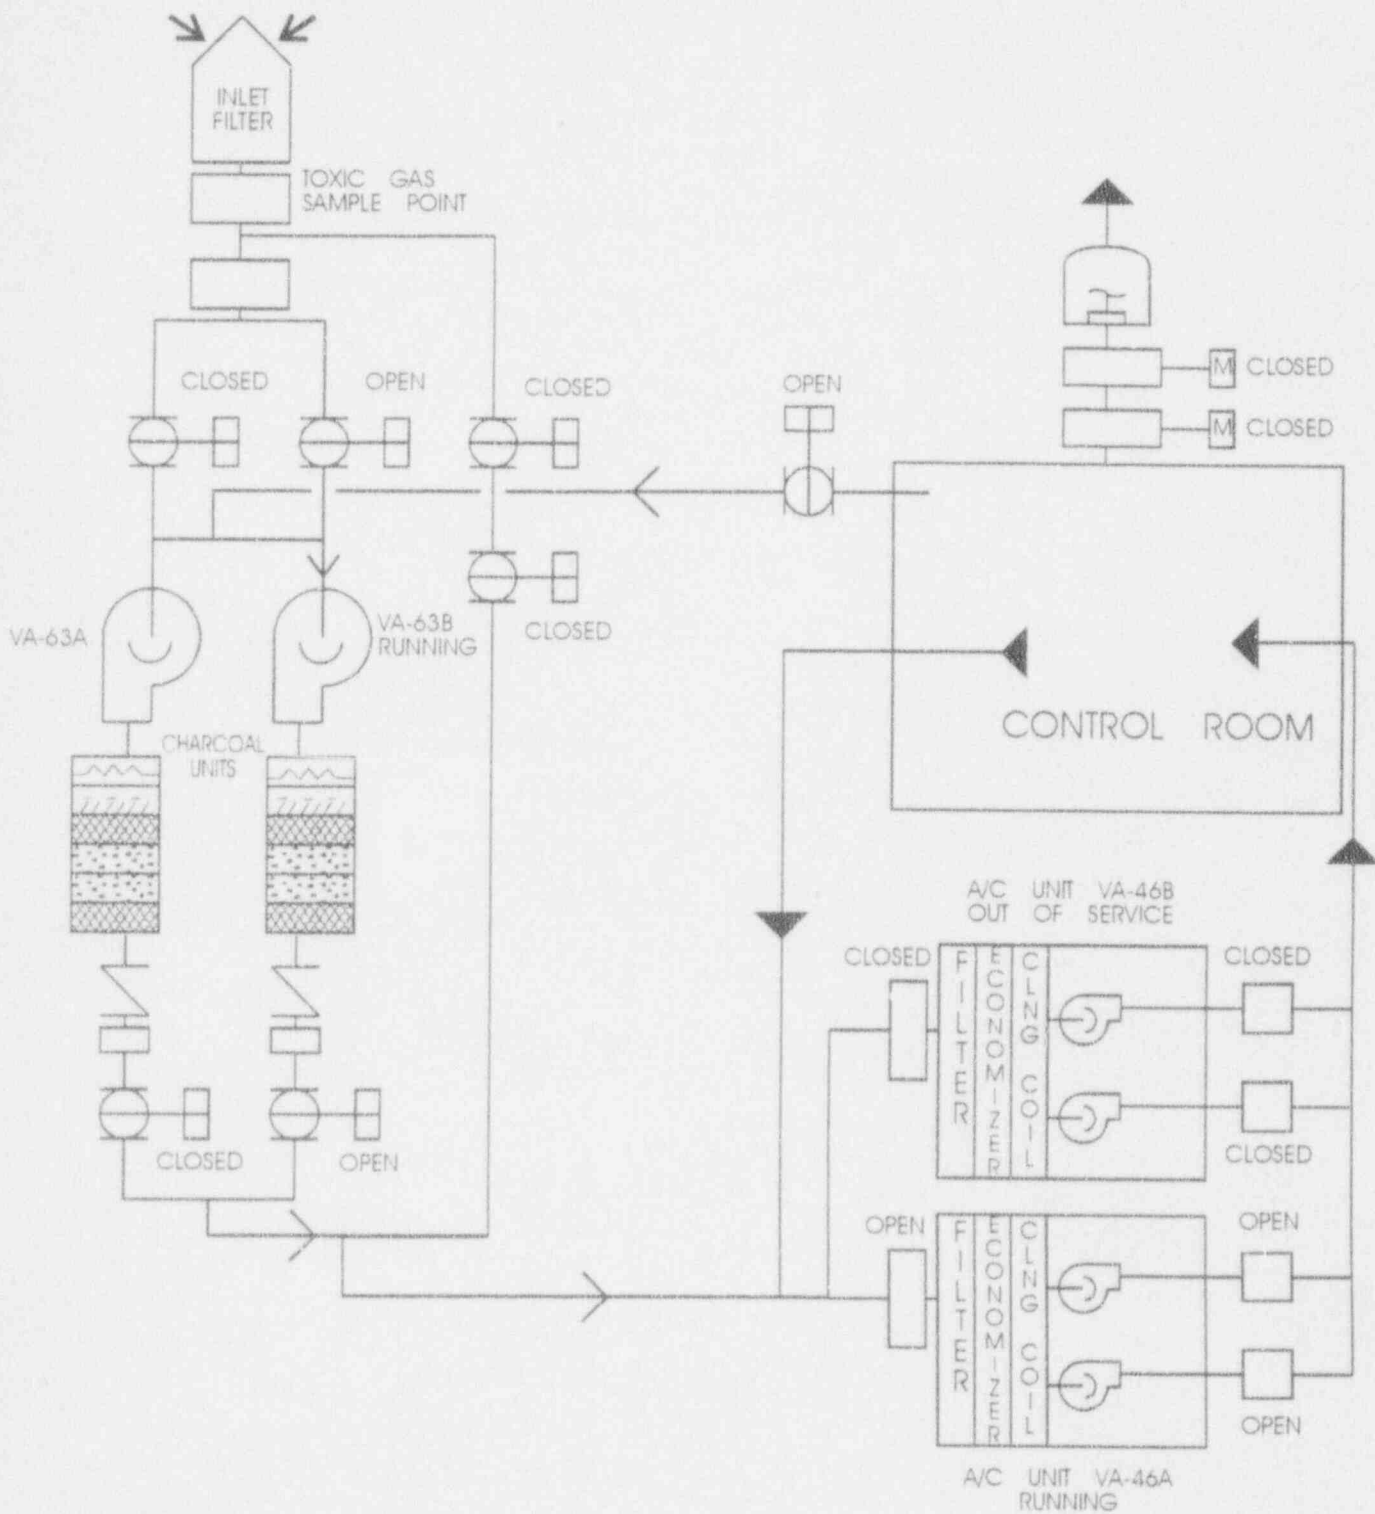 INLET
FILTER
TOXIC GAS
SAMPLE POINT
CLOSED
OPEN
CLOSED
OPEN
M CLOSED
M CLOSED
VA-63A
VA-63B
RUNNING
CLOSED
CONTROL ROOM
CHARCOAL
UNITS
CLOSED
OPEN
A/C UNIT VA-46B
OUT OF SERVICE
CLOSED
FILTER
ECONOMIZER
CLNG COIL
CLOSED
CLOSED
OPEN
FILTER
ECONOMIZER
CLNG COIL
OPEN
OPEN
A/C UNIT VA-46A
RUNNING